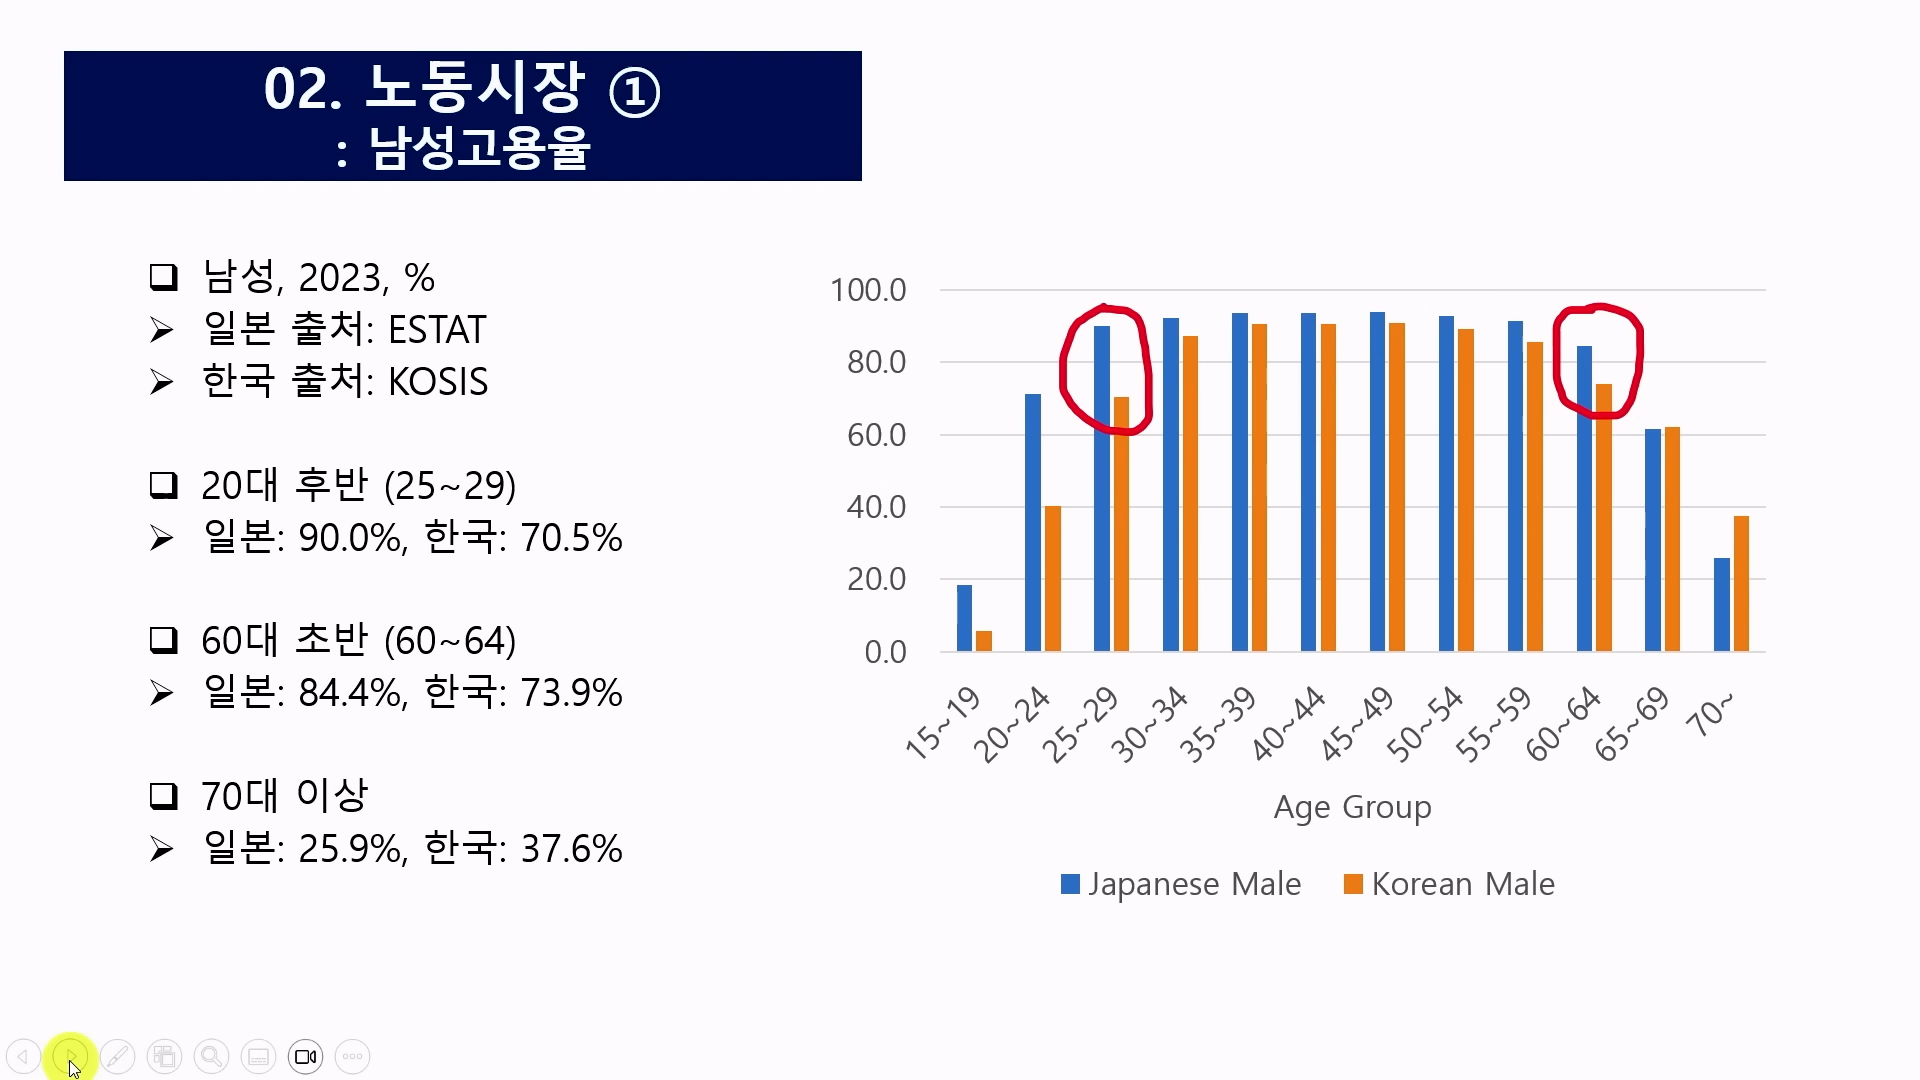 02. 노동시장 ①
: 남성고용율
❑ 남성, 2023, %
➢ 일본 출처: ESTAT
➢ 한국 출처: KOSIS
❑ 20대 후반 (25~29)
➢ 일본: 90.0%, 한국: 70.5%
❑ 60대 초반 (60~64)
➢ 일본: 84.4%, 한국: 73.9%
❑ 70대 이상
➢ 일본: 25.9%, 한국: 37.6%
100.0
80.0
60.0
40.0
20.0
0.0
15~19
20~24
25~29
30~34
35~39
40~44
45~49
50~54
55~59
60~64
65~69
70~
Age Group
Japanese Male
Korean Male